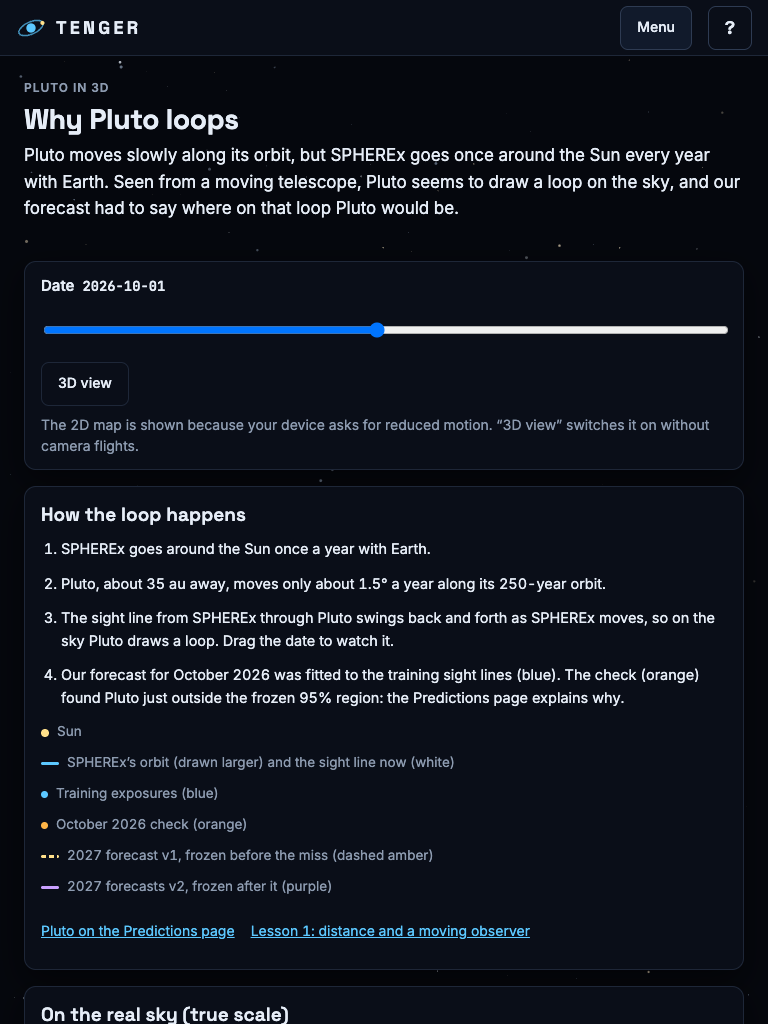 TENGER
Menu
?
PLUTO IN 3D
Why Pluto loops
Pluto moves slowly along its orbit, but SPHEREx goes once around the Sun every year
with Earth. Seen from a moving telescope, Pluto seems to draw a loop on the sky, and our
forecast had to say where on that loop Pluto would be.
Date 2026-10-01
3D view
The 2D map is shown because your device asks for reduced motion. “3D view” switches it on without
camera flights.
How the loop happens
1. SPHEREx goes around the Sun once a year with Earth.
2. Pluto, about 35 au away, moves only about 1.5° a year along its 250-year orbit.
3. The sight line from SPHEREx through Pluto swings back and forth as SPHEREx moves, so on the
sky Pluto draws a loop. Drag the date to watch it.
4. Our forecast for October 2026 was fitted to the training sight lines (blue). The check (orange)
found Pluto just outside the frozen 95% region: the Predictions page explains why.
Sun
SPHEREx’s orbit (drawn larger) and the sight line now (white)
Training exposures (blue)
October 2026 check (orange)
2027 forecast v1, frozen before the miss (dashed amber)
2027 forecasts v2, frozen after it (purple)
Pluto on the Predictions page Lesson 1: distance and a moving observer
On the real sky (true scale)